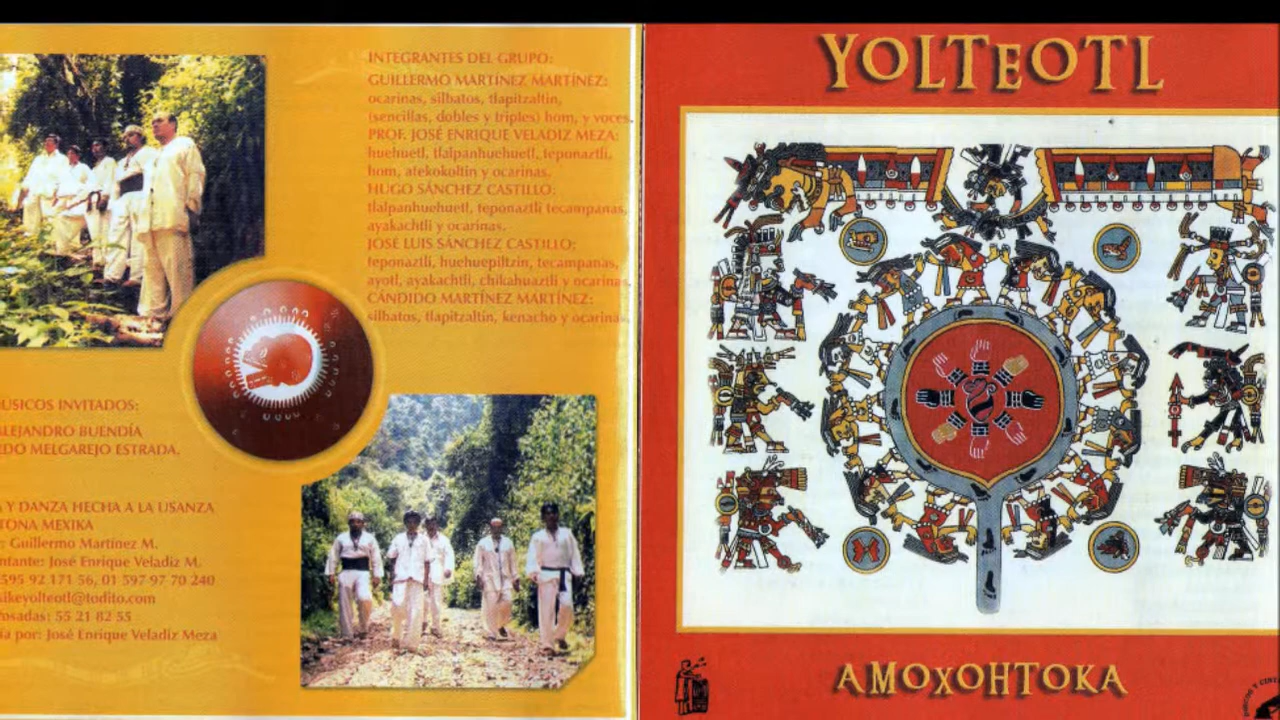 INTEGRANTES DEL GRUPO:
GUILLERMO MARTÍNEZ MARTÍNEZ:
ocarinas, silbatos, tlapitzaltin,
(sencillas, dobles y triples) hom, y voces.
PROF. JOSÉ ENRIQUE VELADIZ MEZA:
huehuetl, tlalpanhuehuetl, teponaztli,
hom, atekokoltin y ocarinas.
HUGO SÁNCHEZ CASTILLO:
tlalpanhuehuetl, teponaztli tecampanas,
ayakachtli y ocarinas.
JOSÉ LUIS SÁNCHEZ CASTILLO:
teponaztli, huehuepiltzin, tecampanas,
ayotl, ayakachtli, chikahuaztli y ocarinas.
CÁNDIDO MARTÍNEZ MARTÍNEZ:
silbatos, tlapitzaltin, kenacho y ocarinas
ÚSICOS INVITADOS:
ALEJANDRO BUENDÍA
EDO MELGAREJO ESTRADA.
Y DANZA HECHA A LA USANZA
TONA MEXIKA
: Guillermo Martínez M.
ntante: José Enrique Veladiz M.
595 92 171 56, 01 597 97 70 240
ikeyolteotl@todito.com
osadas: 55 21 82 55
ía por: José Enrique Veladiz Meza
YOLTEOTL
AMOXOHTOKA